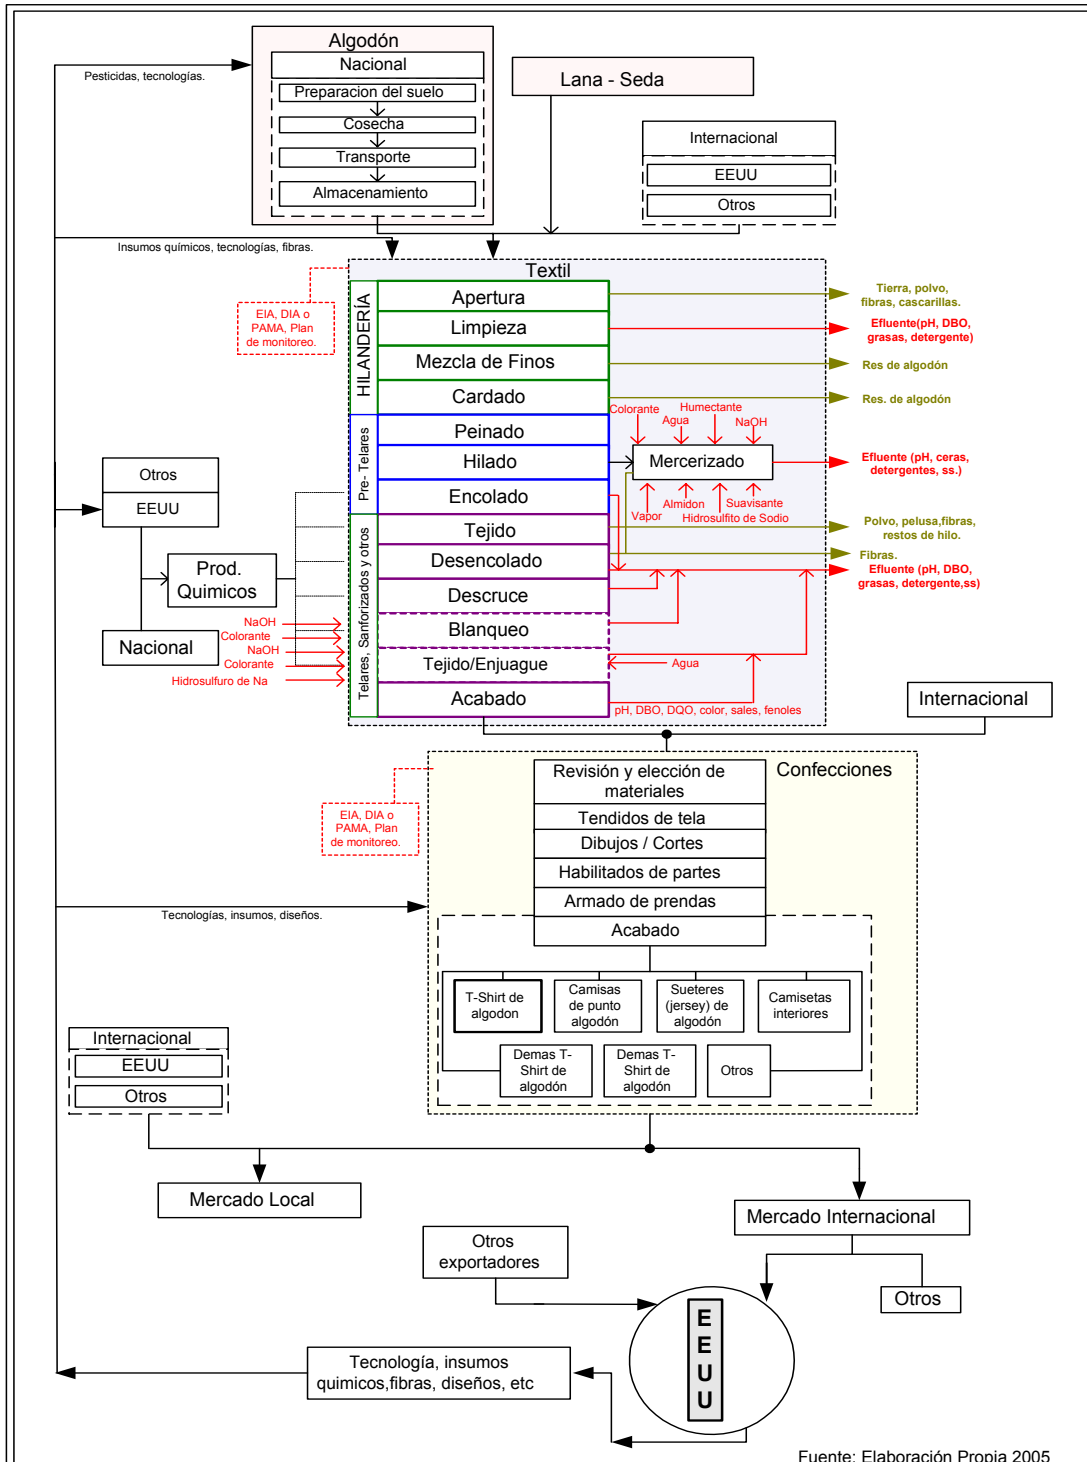 Algodón
Nacional
Preparacion del suelo
Cosecha
Transporte
Almacenamiento
Pesticidas, tecnologías.
Lana - Seda
Internacional
EEUU
Otros
Insumos químicos, tecnologías, fibras.
Textil
EIA, DIA o
PAMA, Plan
de monitoreo.
HILANDERÍA
Apertura
Limpieza
Mezcla de Finos
Cardado
Tierra, polvo,
fibras, cascarillas.
Efluente(pH, DBO,
grasas, detergente)
Res de algodón
Res. de algodón
Pre- Telares
Peinado
Hilado
Encolado
Colorante
Agua
Humectante
NaOH
Mercerizado
Vapor
Almidon
Hidrosulfito de Sodio
Suavisante
Efluente (pH, ceras,
detergentes, ss.)
Telares, Sanforizados y otros
Tejido
Desencolado
Descruce
Blanqueo
Tejido/Enjuague
Acabado
Polvo, pelusa,fibras,
restos de hilo.
Fibras.
Efluente (pH, DBO,
grasas, detergente,ss)
Agua
pH, DBO, DQO, color, sales, fenoles
Otros
EEUU
Prod.
Quimicos
Nacional
NaOH
Colorante
NaOH
Colorante
Hidrosulfuro de Na
Internacional
Confecciones
EIA, DIA o
PAMA, Plan
de monitoreo.
Revisión y elección de
materiales
Tendidos de tela
Dibujos / Cortes
Habilitados de partes
Armado de prendas
Acabado
Tecnologías, insumos, diseños.
T-Shirt de
algodon
Camisas
de punto
algodón
Sueteres
(jersey) de
algodón
Camisetas
interiores
Demas T-
Shirt de
algodón
Demas T-
Shirt de
algodón
Otros
Internacional
EEUU
Otros
Mercado Local
Mercado Internacional
Otros
exportadores
Otros
E
E
U
U
Tecnología, insumos
quimicos,fibras, diseños, etc
Fuente: Elaboración Propia 2005